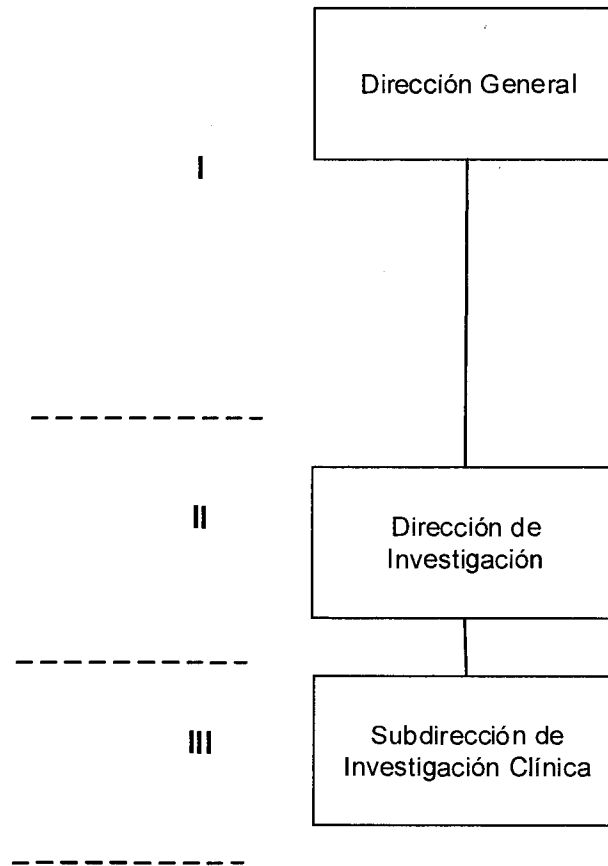 Dirección General
I
II
Dirección de
Investigación
III
Subdirección de
Investigación Clínica